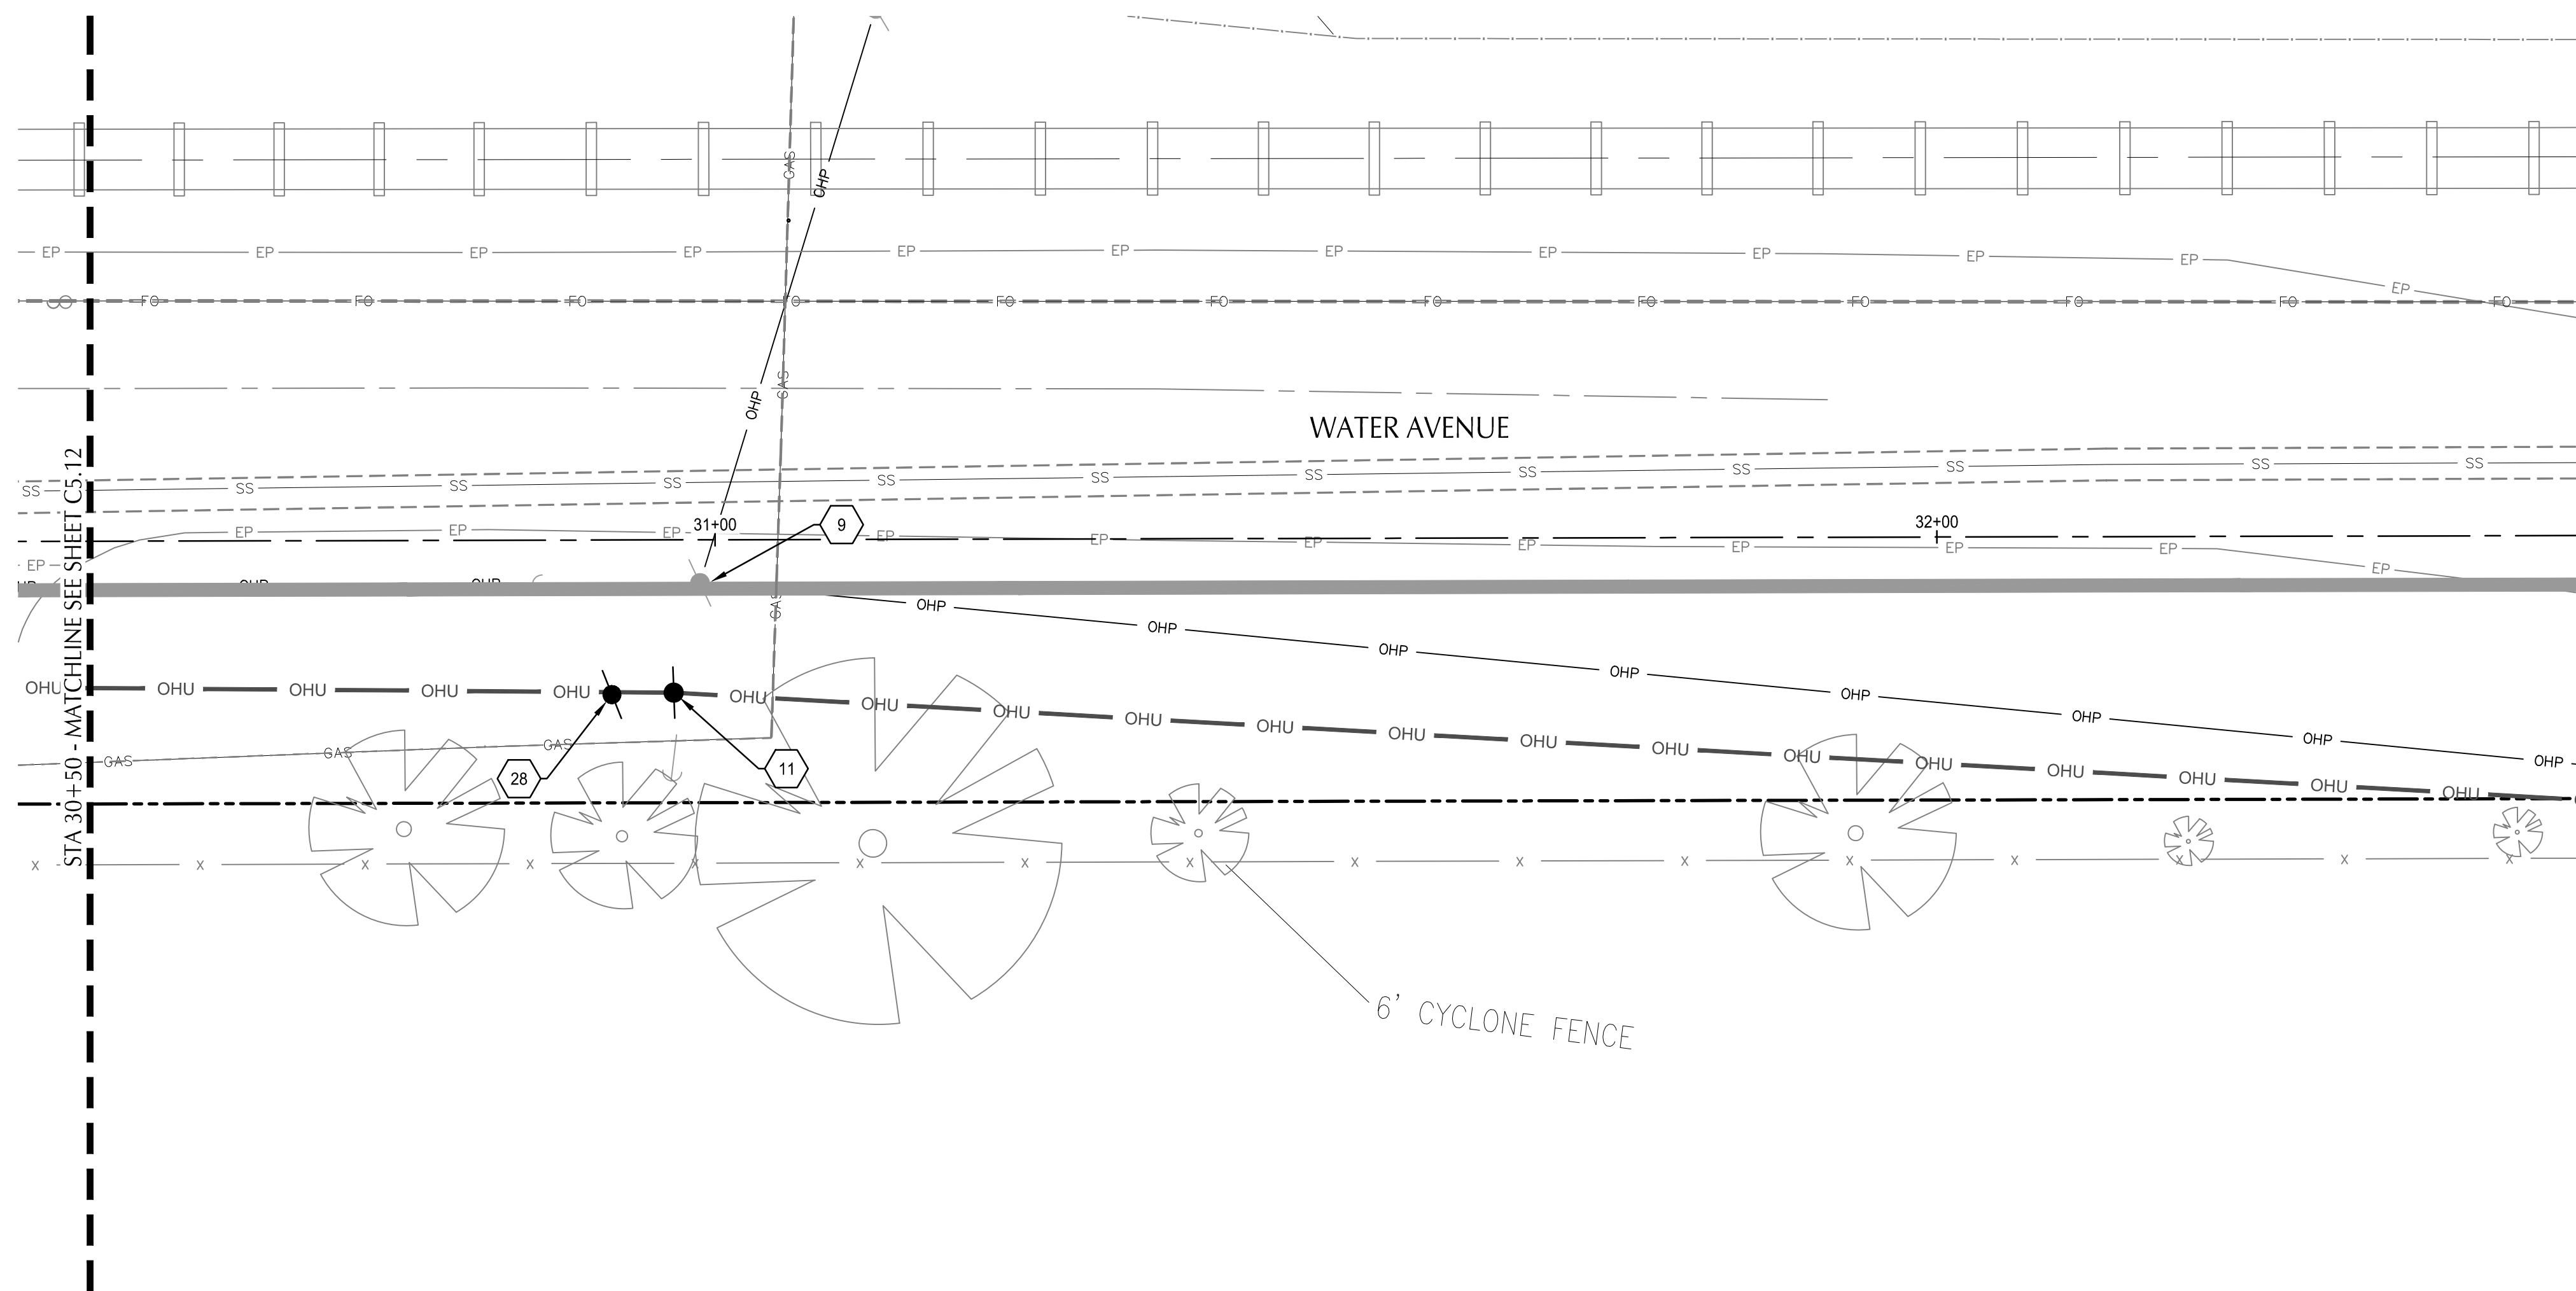 GAS
OHP
EP EP EP EP EP EP EP EP EP EP EP EP
FO FO FO FO FO FO FO FO FO FO FO FO
GAS
OHP
WATER AVENUE
SS SS SS SS SS SS SS SS SS SS SS SS
31+00
32+00
9
EP EP EP EP EP EP EP EP EP EP EP EP
OHP OHP
GAS
OHP OHP OHP OHP OHP OHP OHP OHP
OHU OHU OHU OHU OHU OHU OHU OHU OHU OHU OHU OHU OHU OHU OHU OHU OHU OHU OHU
GAS GAS GAS
28
11
X X X X X X X X X X X X X X X X
6' CYCLONE FENCE
STA 30+50 - MATCHLINE SEE SHEET C5.12